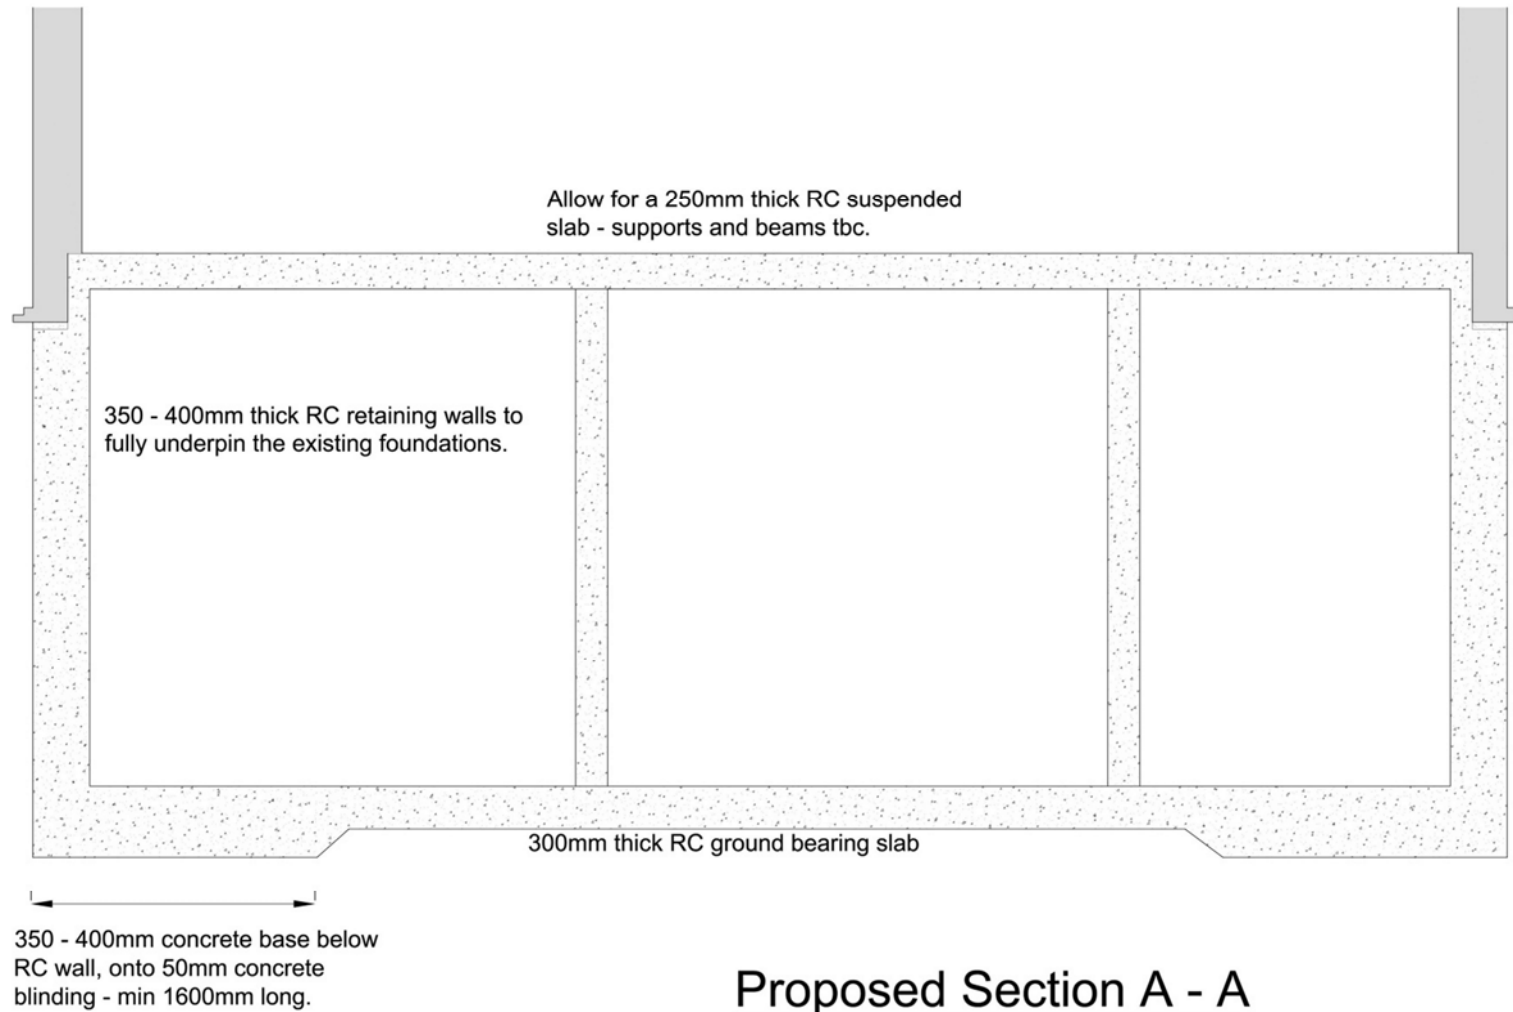 Allow for a 250mm thick RC suspended
slab - supports and beams tbc.
350 - 400mm thick RC retaining walls to
fully underpin the existing foundations.
300mm thick RC ground bearing slab
350 - 400mm concrete base below
RC wall, onto 50mm concrete
blinding - min 1600mm long.
Proposed Section A - A